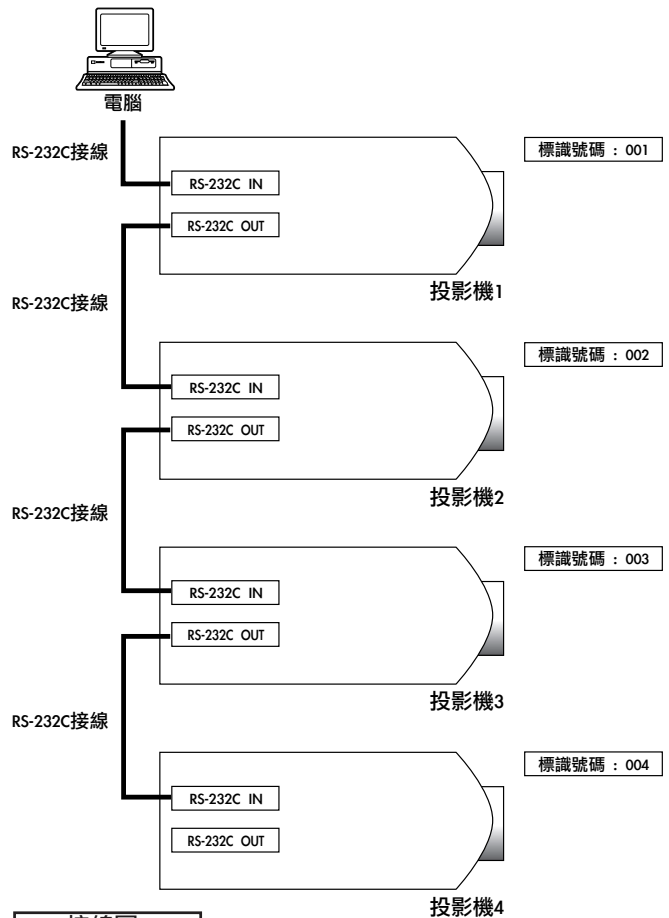 電腦
RS-232C接線
標識號碼 : 001
RS-232C IN
RS-232C OUT
投影機1
RS-232C接線
標識號碼 : 002
RS-232C IN
RS-232C OUT
投影機2
RS-232C接線
標識號碼 : 003
RS-232C IN
RS-232C OUT
投影機3
RS-232C接線
標識號碼 : 004
RS-232C IN
RS-232C OUT
投影機4